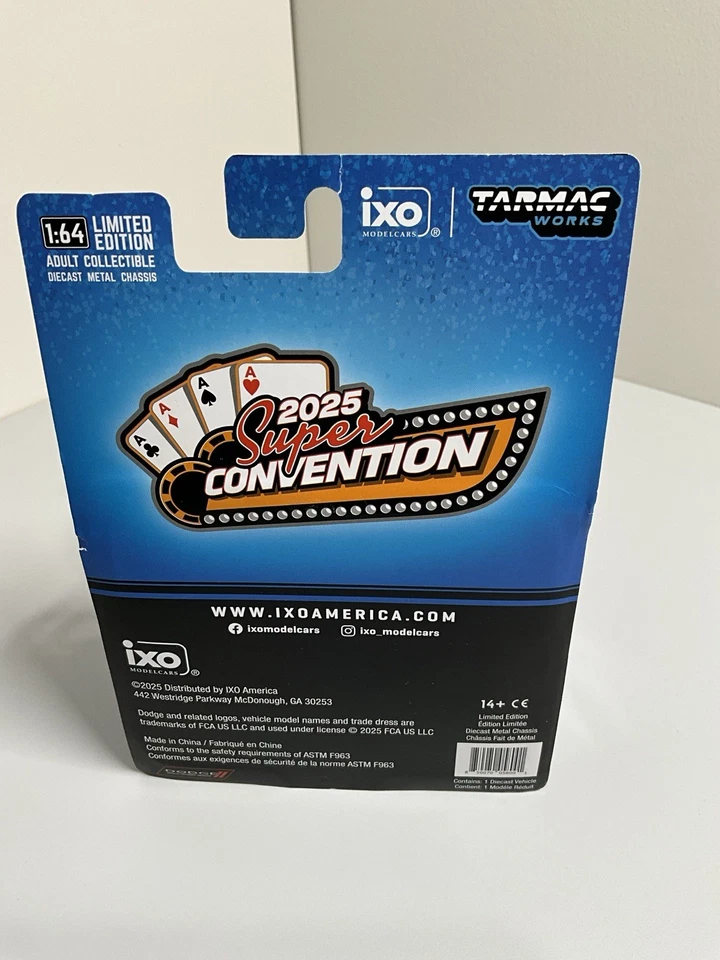 1:64 LIMITED EDITION
ADULT COLLECTIBLE
DIECAST METAL CHASSIS
ixo
MODELCARS ®
TARMAC
WORKS
A
A
A
A
2025
Super
CONVENTION
WWW.IXOAMERICA.COM
ixomodelcars ixo_modelcars
ixo
MODELCARS ®
©2025 Distributed by IXO America
442 Westridge Parkway McDonough, GA 30253
Dodge and related logos, vehicle model names and trade dress are
trademarks of FCA US LLC and used under license © 2025 FCA US LLC
Made in China / Fabriqué en Chine
Conforms to the safety requirements of ASTM F963
Conformes aux exigences de sécurité de la norme ASTM F963
DODGE
14+ CE
Limited Edition
Édition Limitée
Diecast Metal Chassis
Châssis Fait de Métal
Contains: 1 Diecast Vehicle
Contient: 1 Modèle Réduit